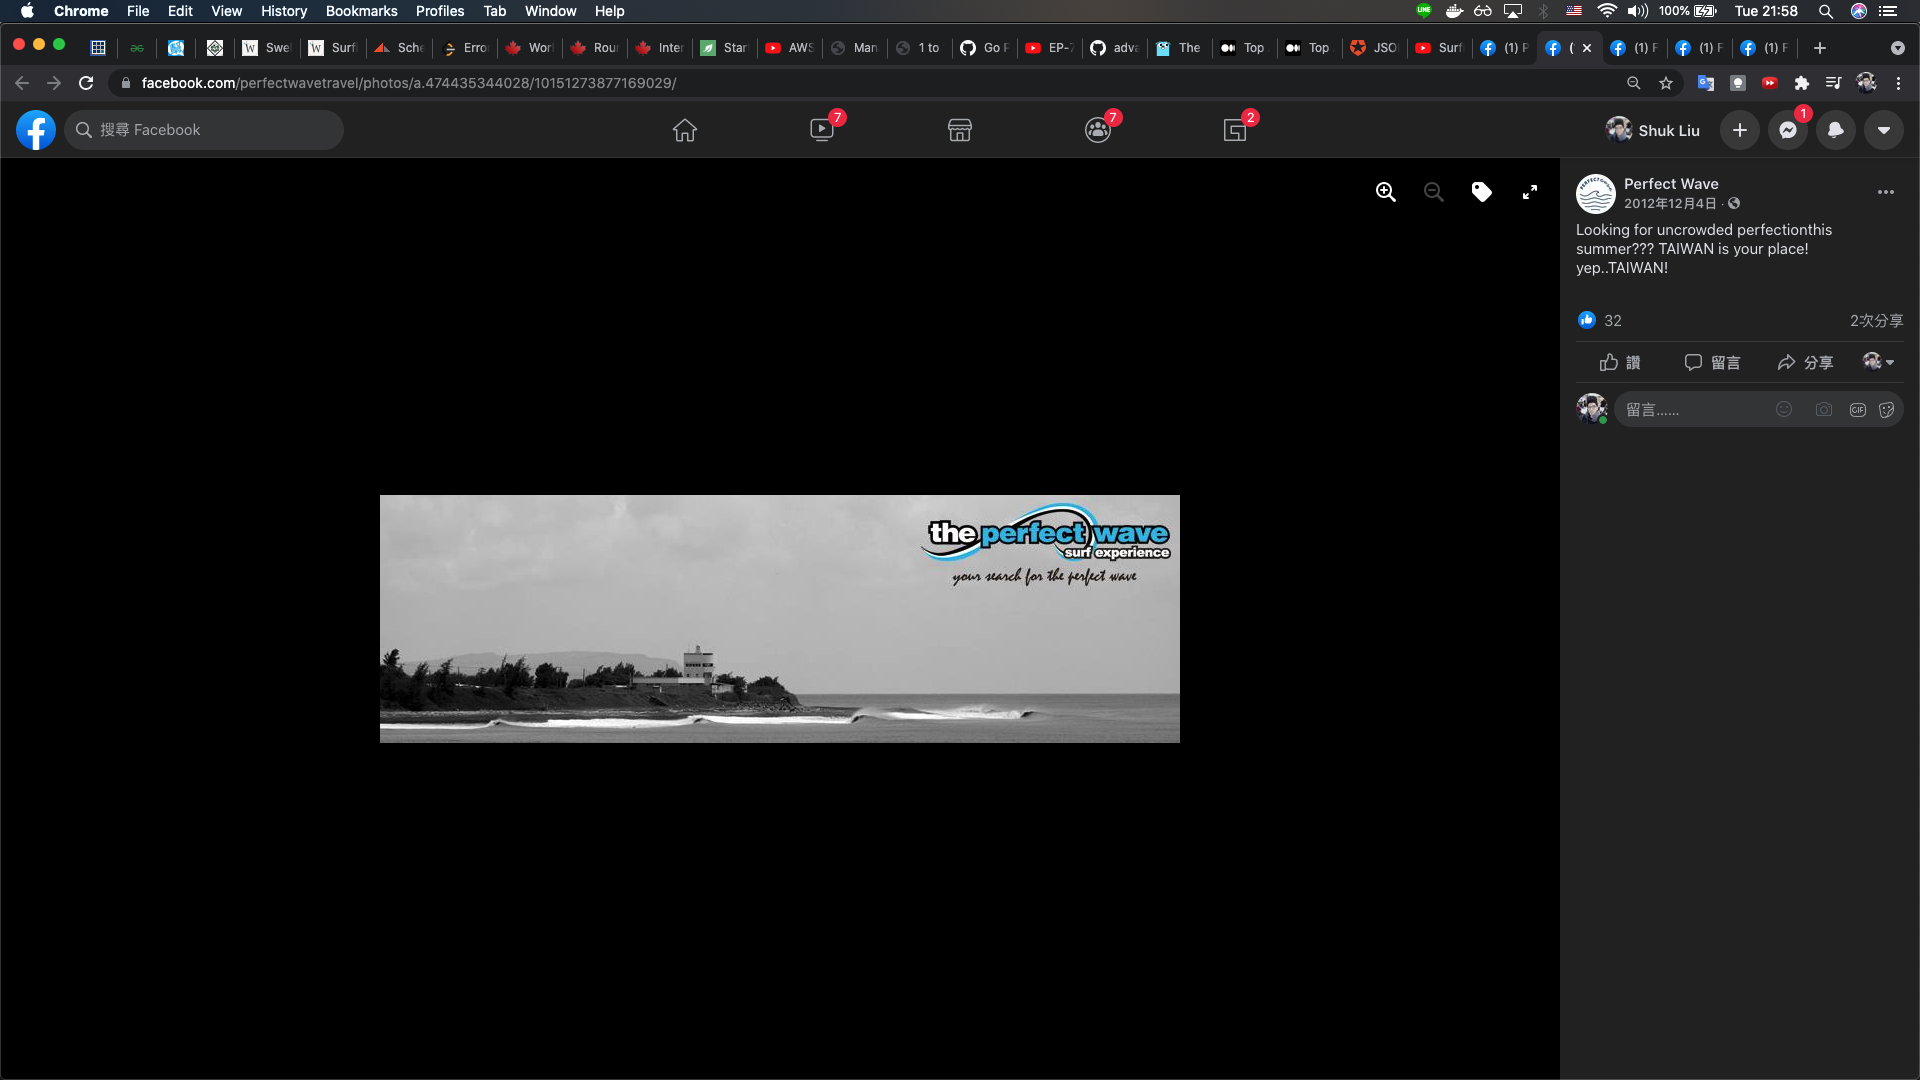 Chrome File Edit View History Bookmarks Profiles Tab Window Help LINE 100% Tue 21:58
Swel Surfi Sche Erro Wor Rou Inter Star AWS Man 1 to Go F EP-7 adva The Top Top JSO Surf (1) F ( (1) F (1) F (1) F
facebook.com/perfectwavetravel/photos/a.474435344028/10151273877169029/
搜尋 Facebook 7 7 2 Shuk Liu 1
Perfect Wave
2012年12月4日 ·
Looking for uncrowded perfectionthis
summer??? TAIWAN is your place!
yep..TAIWAN!
32 2次分享
讚 留言 分享
留言...... GIF
the perfect wave
surf experience
your search for the perfect wave